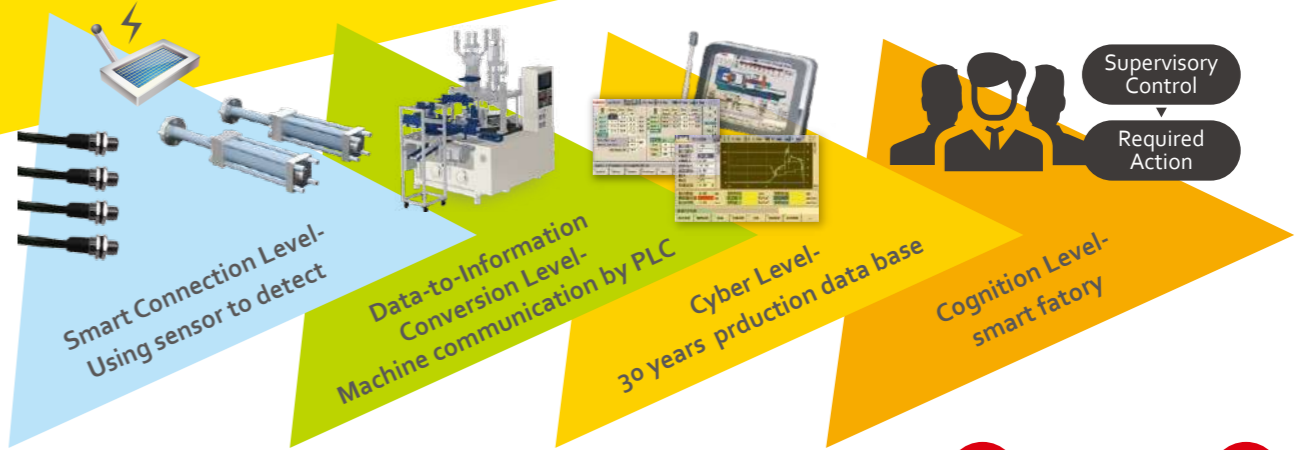 Supervisory
Control
Required
Action
Smart Connection Level-
Using sensor to detect
Data-to-Information
Conversion Level-
Machine communication by PLC
Cyber Level-
30 years prduction data base
Cognition Level-
smart fatory